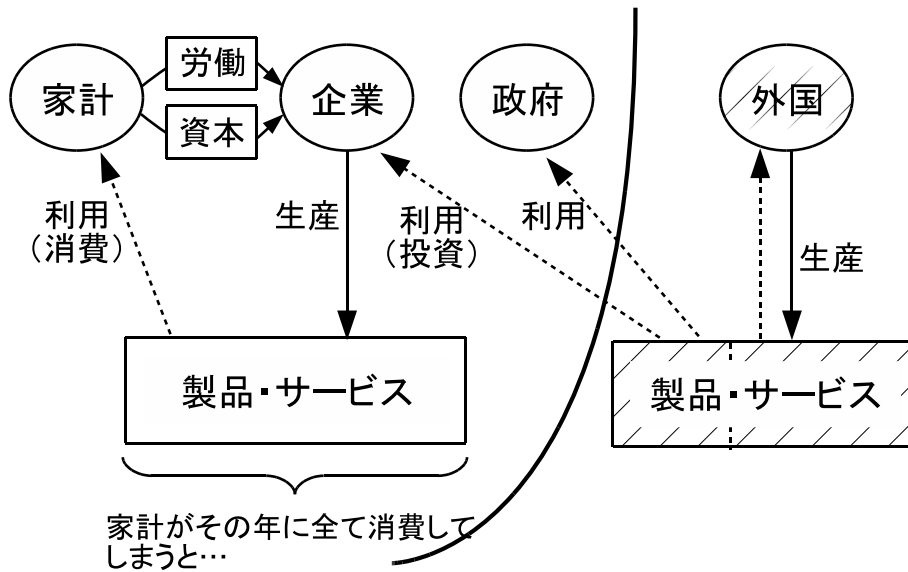 労働
家計
企業
政府
外国
資本
利用
(消費)
生産
利用
(投資)
利用
生産
製品・サービス
製品・サービス
家計がその年に全て消費して
しまうと…